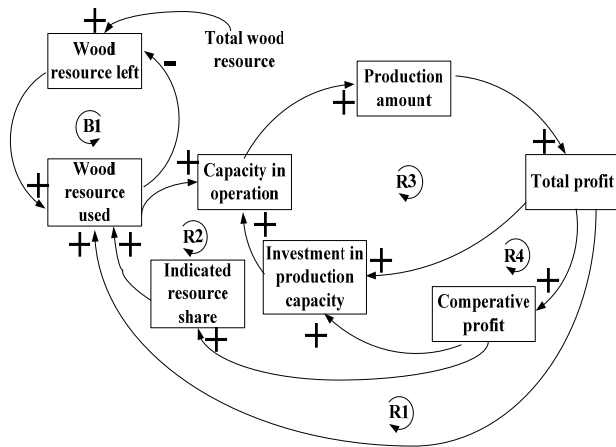 +
Wood
resource left
Total wood
resource
-
Production
amount
+
+
B1
Wood
resource
used
+
+
+
+
Capacity in
operation
R3
Total profit
+
R2
Investment in
production
capacity
+
+
R4
Indicated
resource
share
+
Comperative
profit
+
R1